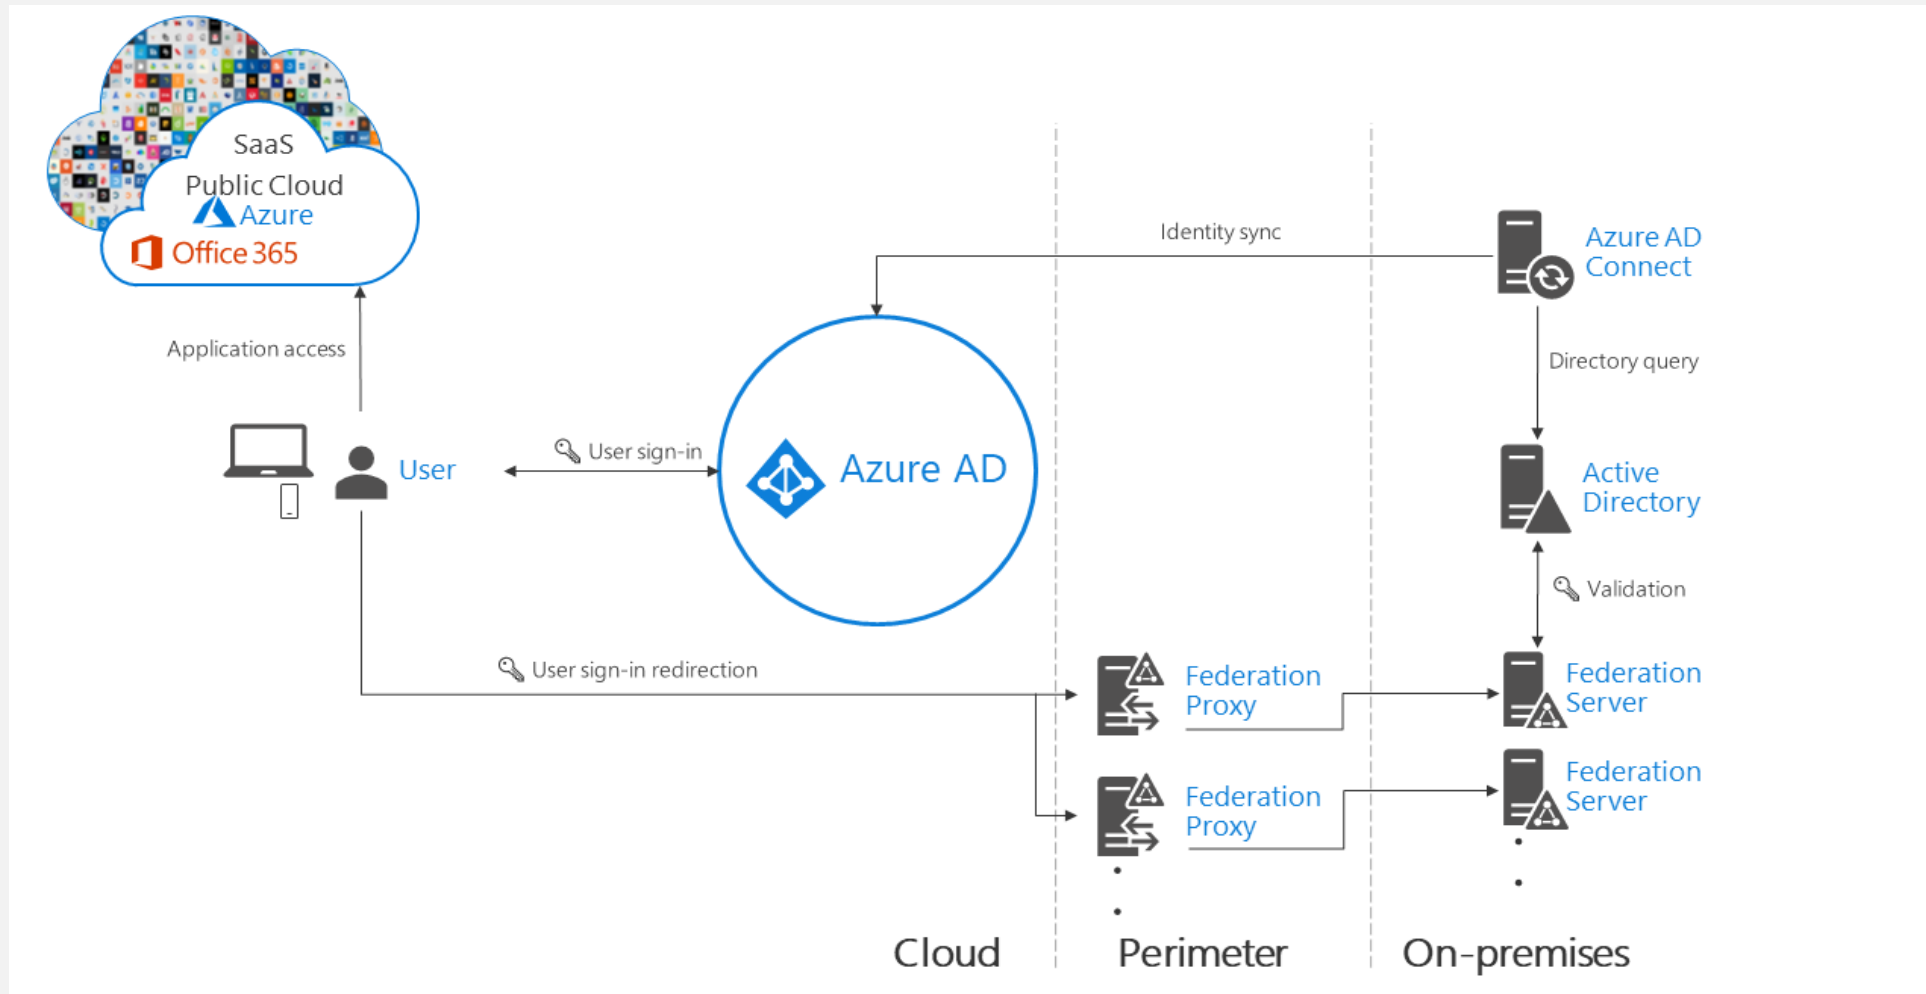 SaaS
Public Cloud
Azure
Office 365
Application access
User
User sign-in
Azure AD
Identity sync
Azure AD
Connect
Directory query
Active
Directory
Validation
User sign-in redirection
Federation
Proxy
Federation
Server
Federation
Proxy
Federation
Server
Cloud
Perimeter
On-premises